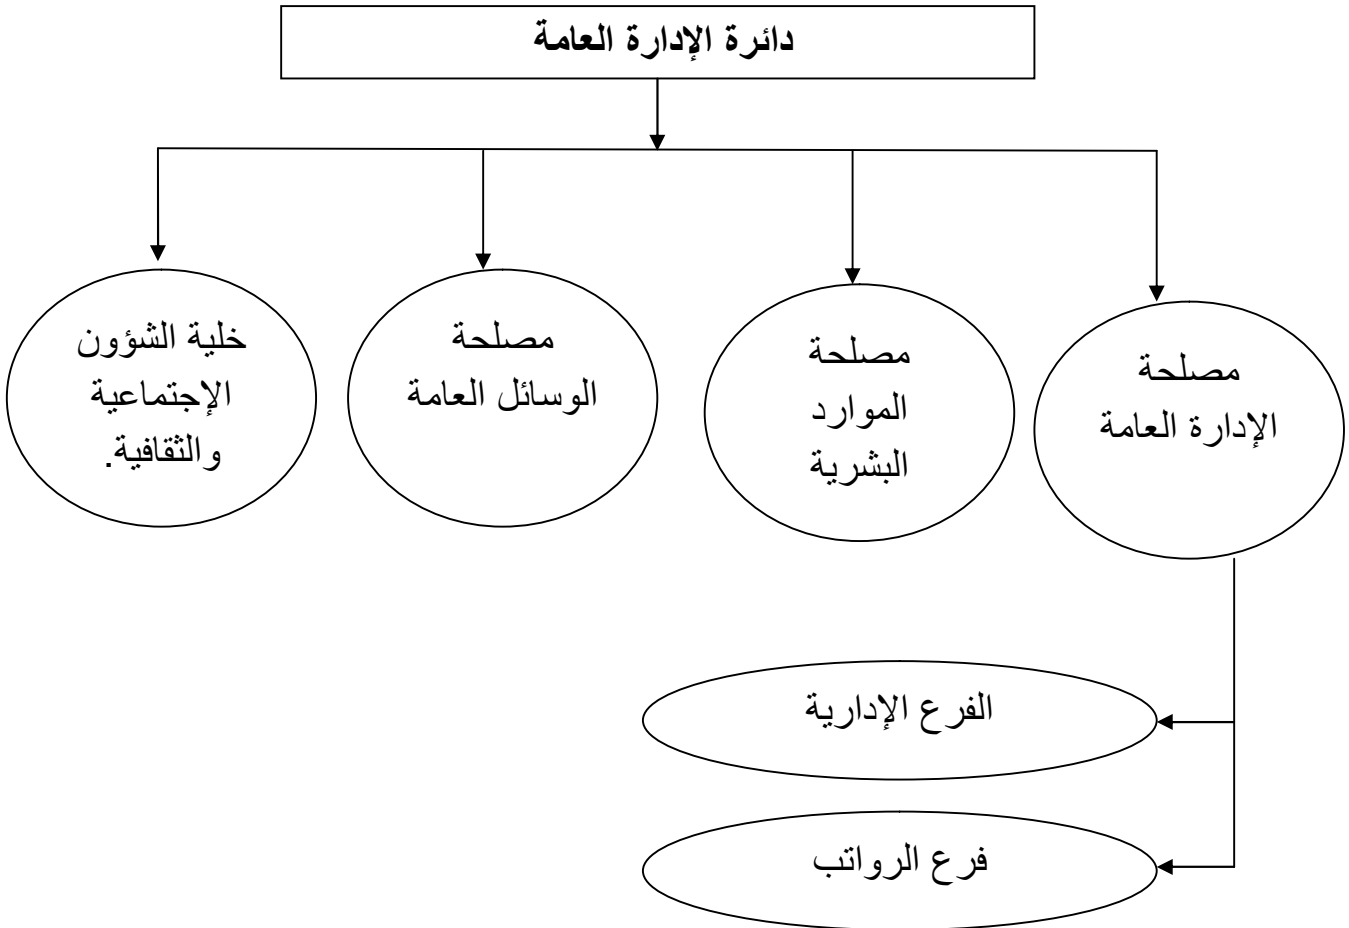 دائرة الإدارة العامة
مصلحة
الإدارة العامة
مصلحة
الموارد
البشرية
مصلحة
الوسائل العامة
خلية الشؤون
الإجتماعية
والثقافية.
الفرع الإدارية
فرع الرواتب